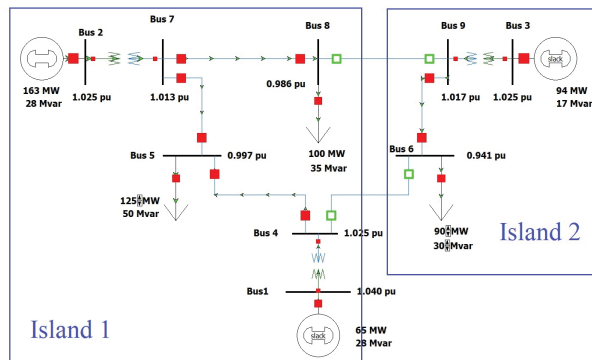 Bus 7
Bus 2
Bus 8
Bus 9
Bus 3
slack
163 MW
28 Mvar
1.025 pu
1.013 pu
0.986 pu
1.017 pu
1.025 pu
94 MW
17 Mvar
Bus 5
0.997 pu
100 MW
35 Mvar
Bus 6
0.941 pu
125 MW
50 Mvar
Bus 4
1.025 pu
90 MW
30 Mvar
Island 2
Bus1
1.040 pu
Island 1
slack
65 MW
28 Mvar